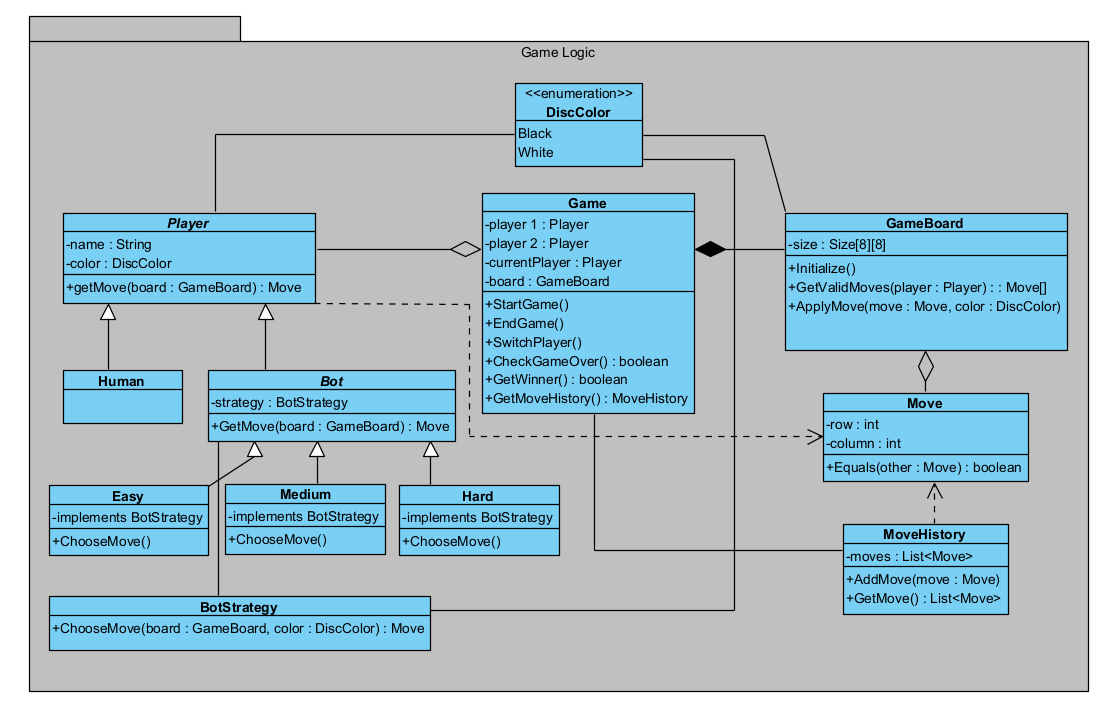 Game Logic
<<enumeration>>
DiscColor
Black
White
Player
-name : String
-color : DiscColor
+getMove(board : GameBoard) : Move
Game
-player 1 : Player
-player 2 : Player
-currentPlayer : Player
-board : GameBoard
+StartGame()
+EndGame()
+SwitchPlayer()
+CheckGameOver() : boolean
+GetWinner() : boolean
+GetMoveHistory() : MoveHistory
GameBoard
-size : Size[8][8]
+Initialize()
+GetValidMoves(player : Player) : : Move[]
+ApplyMove(move : Move, color : DiscColor)
Human
Bot
-strategy : BotStrategy
+GetMove(board : GameBoard) : Move
Move
-row : int
-column : int
+Equals(other : Move) : boolean
Easy
-implements BotStrategy
+ChooseMove()
Medium
-implements BotStrategy
+ChooseMove()
Hard
-implements BotStrategy
+ChooseMove()
MoveHistory
-moves : List<Move>
+AddMove(move : Move)
+GetMove() : List<Move>
BotStrategy
+ChooseMove(board : GameBoard, color : DiscColor) : Move